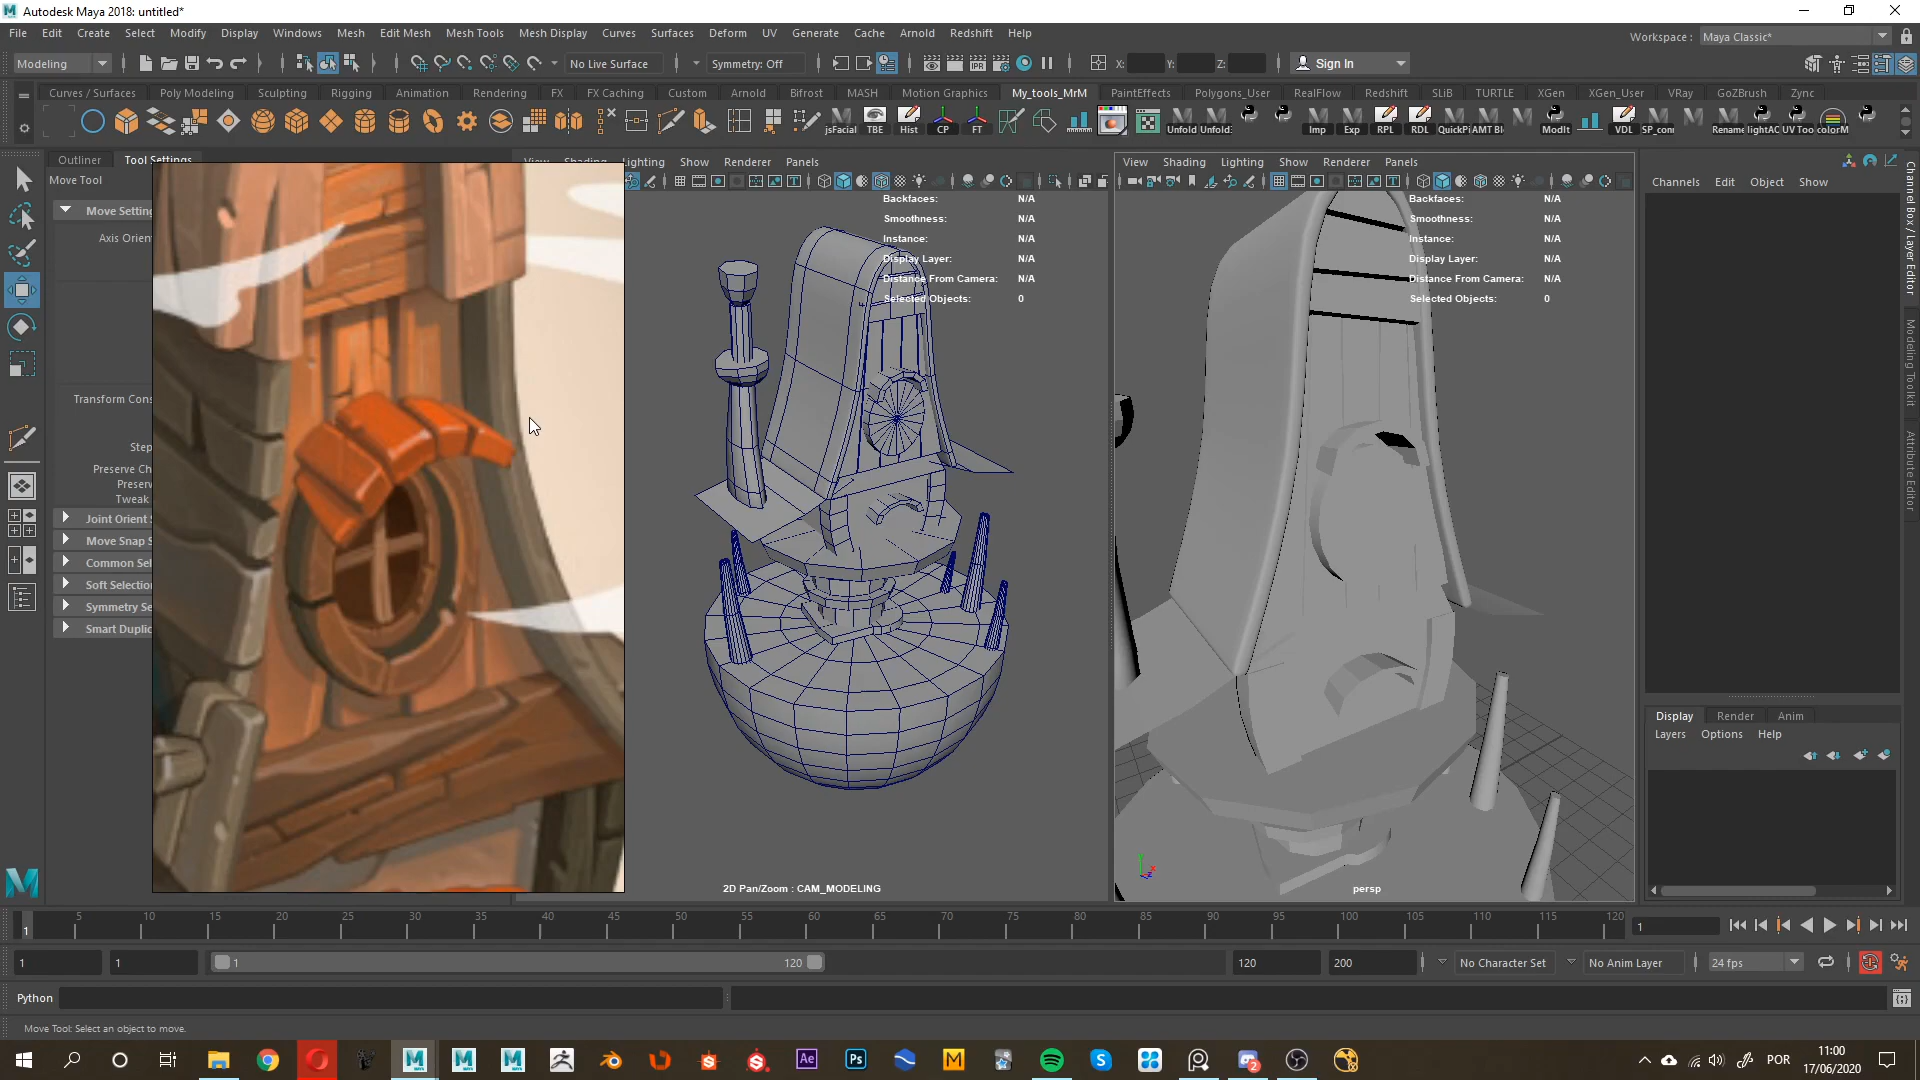 Autodesk Maya 2018: untitled*
File Edit Create Select Modify Display Windows Mesh Edit Mesh Mesh Tools Mesh Display Curves Surfaces Deform UV Generate Cache Arnold Redshift Help
Workspace : Maya Classic*
Modeling No Live Surface Symmetry: Off X: Y: Z: Sign In
Curves / Surfaces Poly Modeling Sculpting Rigging Animation Rendering FX FX Caching Custom Arnold Bifrost MASH Motion Graphics My_tools_MrM PaintEffects Polygons_User RealFlow Redshift SLiB TURTLE XGen XGen_User VRay GoZBrush Zync
jsFacial TBE Hist CP FT Unfold Unfold: Imp Exp RPL RDL QuickPi AMT Bl ModIt VDL SP_conr Rename lightAC UV Too colorM
Outliner Tool Settings
Move Tool
Move Setting
Axis Orien
Transform Cons
Step
Preserve Ch
Preserv
Tweak
Joint Orient S
Move Snap S
Common Sel
Soft Selectio
Symmetry Se
Smart Duplic
View Shading Lighting Show Renderer Panels
Backfaces: N/A
Smoothness: N/A
Instance: N/A
Display Layer: N/A
Distance From Camera: N/A
Selected Objects: 0
2D Pan/Zoom : CAM_MODELING
View Shading Lighting Show Renderer Panels
Backfaces: N/A
Smoothness: N/A
Instance: N/A
Display Layer: N/A
Distance From Camera: N/A
Selected Objects: 0
persp
Channels Edit Object Show
Channel Box / Layer Editor
Modeling Toolkit
Attribute Editor
Display Render Anim
Layers Options Help
5 10 15 20 25 30 35 40 45 50 55 60 65 70 75 80 85 90 95 100 105 110 115 120
1 1
1 1 1 120 120 200 No Character Set No Anim Layer 24 fps
Python
Move Tool: Select an object to move.
POR 11:00
17/06/2020